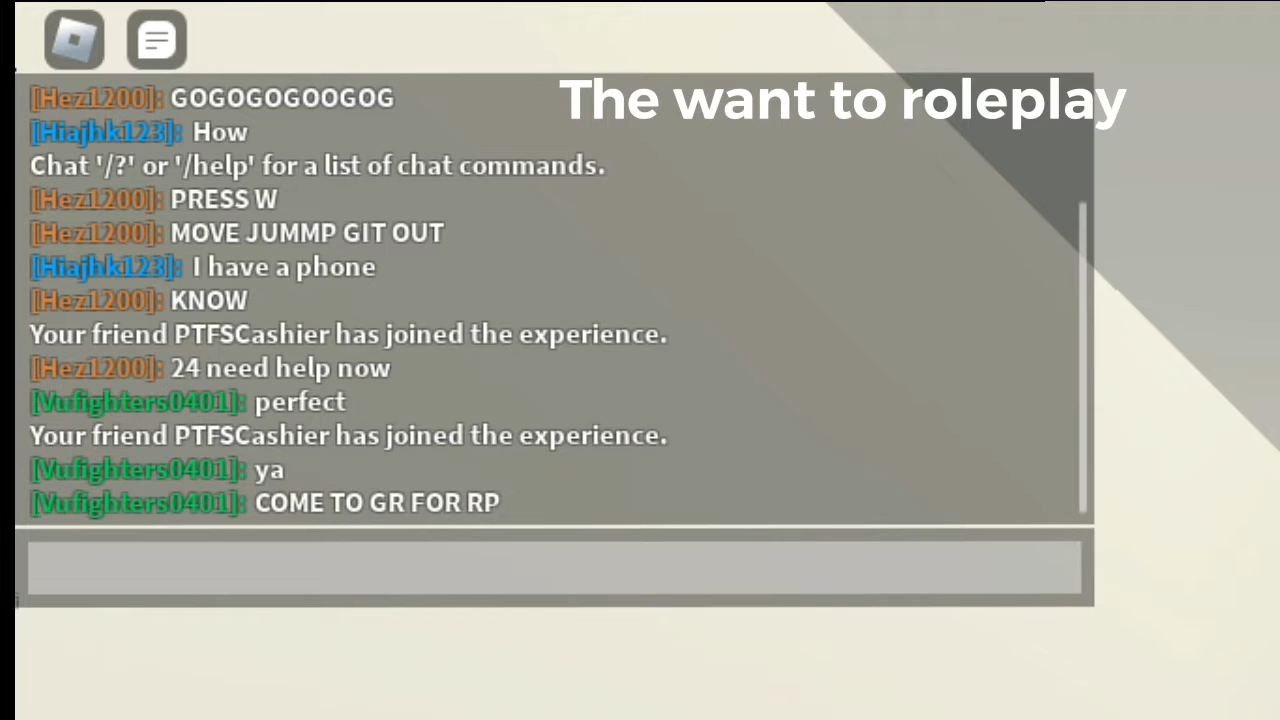 The want to roleplay
[Hez1200]: GOGOGOGOOGOG
[Hiajhk123]: How
Chat '/?' or '/help' for a list of chat commands.
[Hez1200]: PRESS W
[Hez1200]: MOVE JUMMP GIT OUT
[Hiajhk123]: I have a phone
[Hez1200]: KNOW
Your friend PTFSCashier has joined the experience.
[Hez1200]: 24 need help now
[Vufighters0401]: perfect
Your friend PTFSCashier has joined the experience.
[Vufighters0401]: ya
[Vufighters0401]: COME TO GR FOR RP